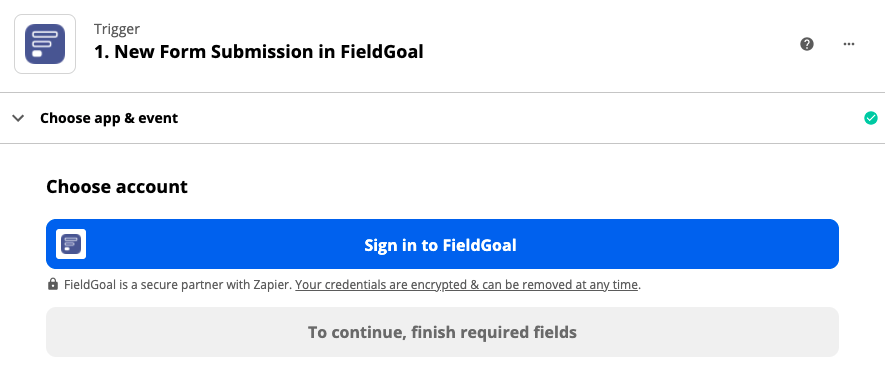 Trigger
1. New Form Submission in FieldGoal
Choose app & event
Choose account
Sign in to FieldGoal
FieldGoal is a secure partner with Zapier. Your credentials are encrypted & can be removed at any time.
To continue, finish required fields